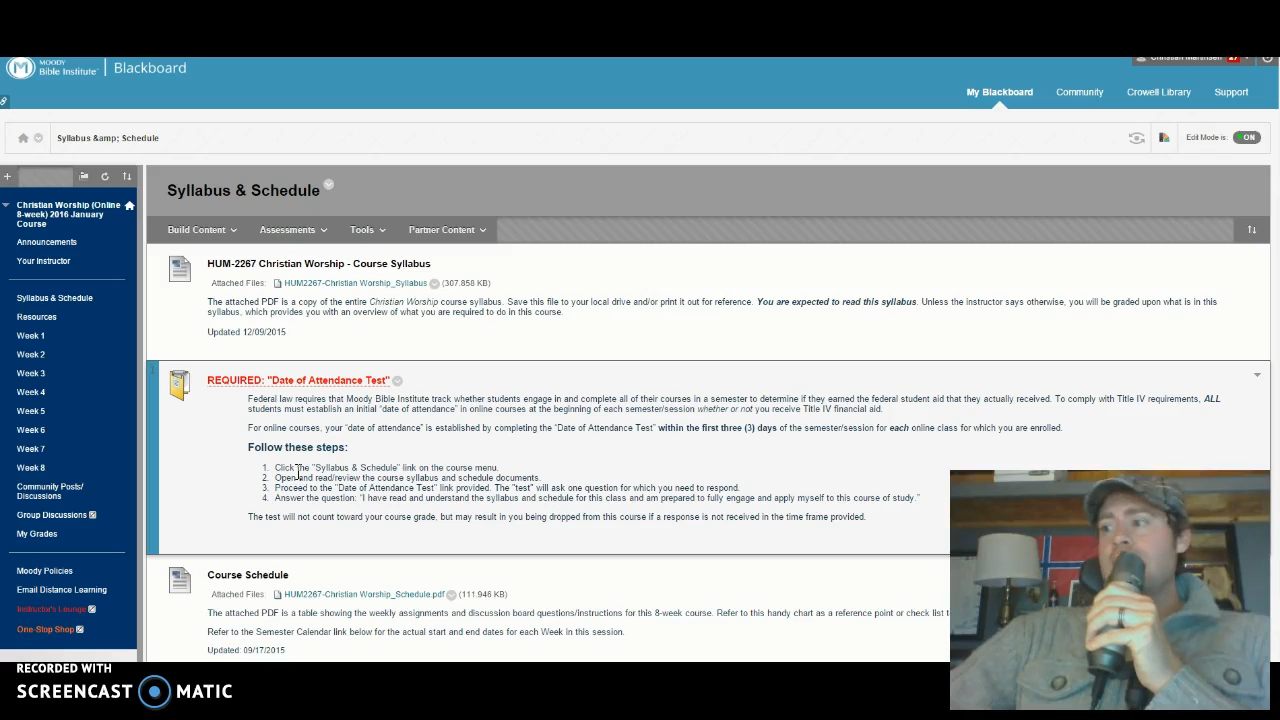 MOODY
Bible Institute™ | Blackboard
My Blackboard Community Crowell Library Support
Syllabus &amp; Schedule
Edit Mode is: ON
Christian Worship (Online
8-week) 2016 January
Course
Announcements
Your Instructor
Syllabus & Schedule
Resources
Week 1
Week 2
Week 3
Week 4
Week 5
Week 6
Week 7
Week 8
Community Posts/
Discussions
Group Discussions
My Grades
Moody Policies
Email Distance Learning
Instructor's Lounge
One-Stop Shop
Syllabus & Schedule
Build Content Assessments Tools Partner Content
HUM-2267 Christian Worship - Course Syllabus
Attached Files: HUM2267-Christian Worship_Syllabus (307.858 KB)
The attached PDF is a copy of the entire Christian Worship course syllabus. Save this file to your local drive and/or print it out for reference. You are expected to read this syllabus. Unless the instructor says otherwise, you will be graded upon what is in this
syllabus, which provides you with an overview of what you are required to do in this course.
Updated 12/09/2015
REQUIRED: "Date of Attendance Test"
Federal law requires that Moody Bible Institute track whether students engage in and complete all of their courses in a semester to determine if they earned the federal student aid that they actually received. To comply with Title IV requirements, ALL
students must establish an initial "date of attendance" in online courses at the beginning of each semester/session whether or not you receive Title IV financial aid.
For online courses, your "date of attendance" is established by completing the "Date of Attendance Test" within the first three (3) days of the semester/session for each online class for which you are enrolled.
Follow these steps:
1. Click the "Syllabus & Schedule" link on the course menu.
2. Open and read/review the course syllabus and schedule documents.
3. Proceed to the "Date of Attendance Test" link provided. The "test" will ask one question for which you need to respond.
4. Answer the question: "I have read and understand the syllabus and schedule for this class and am prepared to fully engage and apply myself to this course of study."
The test will not count toward your course grade, but may result in you being dropped from this course if a response is not received in the time frame provided.
Course Schedule
Attached Files: HUM2267-Christian Worship_Schedule.pdf (111.946 KB)
The attached PDF is a table showing the weekly assignments and discussion board questions/instructions for this 8-week course. Refer to this handy chart as a reference point or check list t
Refer to the Semester Calendar link below for the actual start and end dates for each Week in this session.
Updated: 09/17/2015
RECORDED WITH
SCREENCAST MATIC